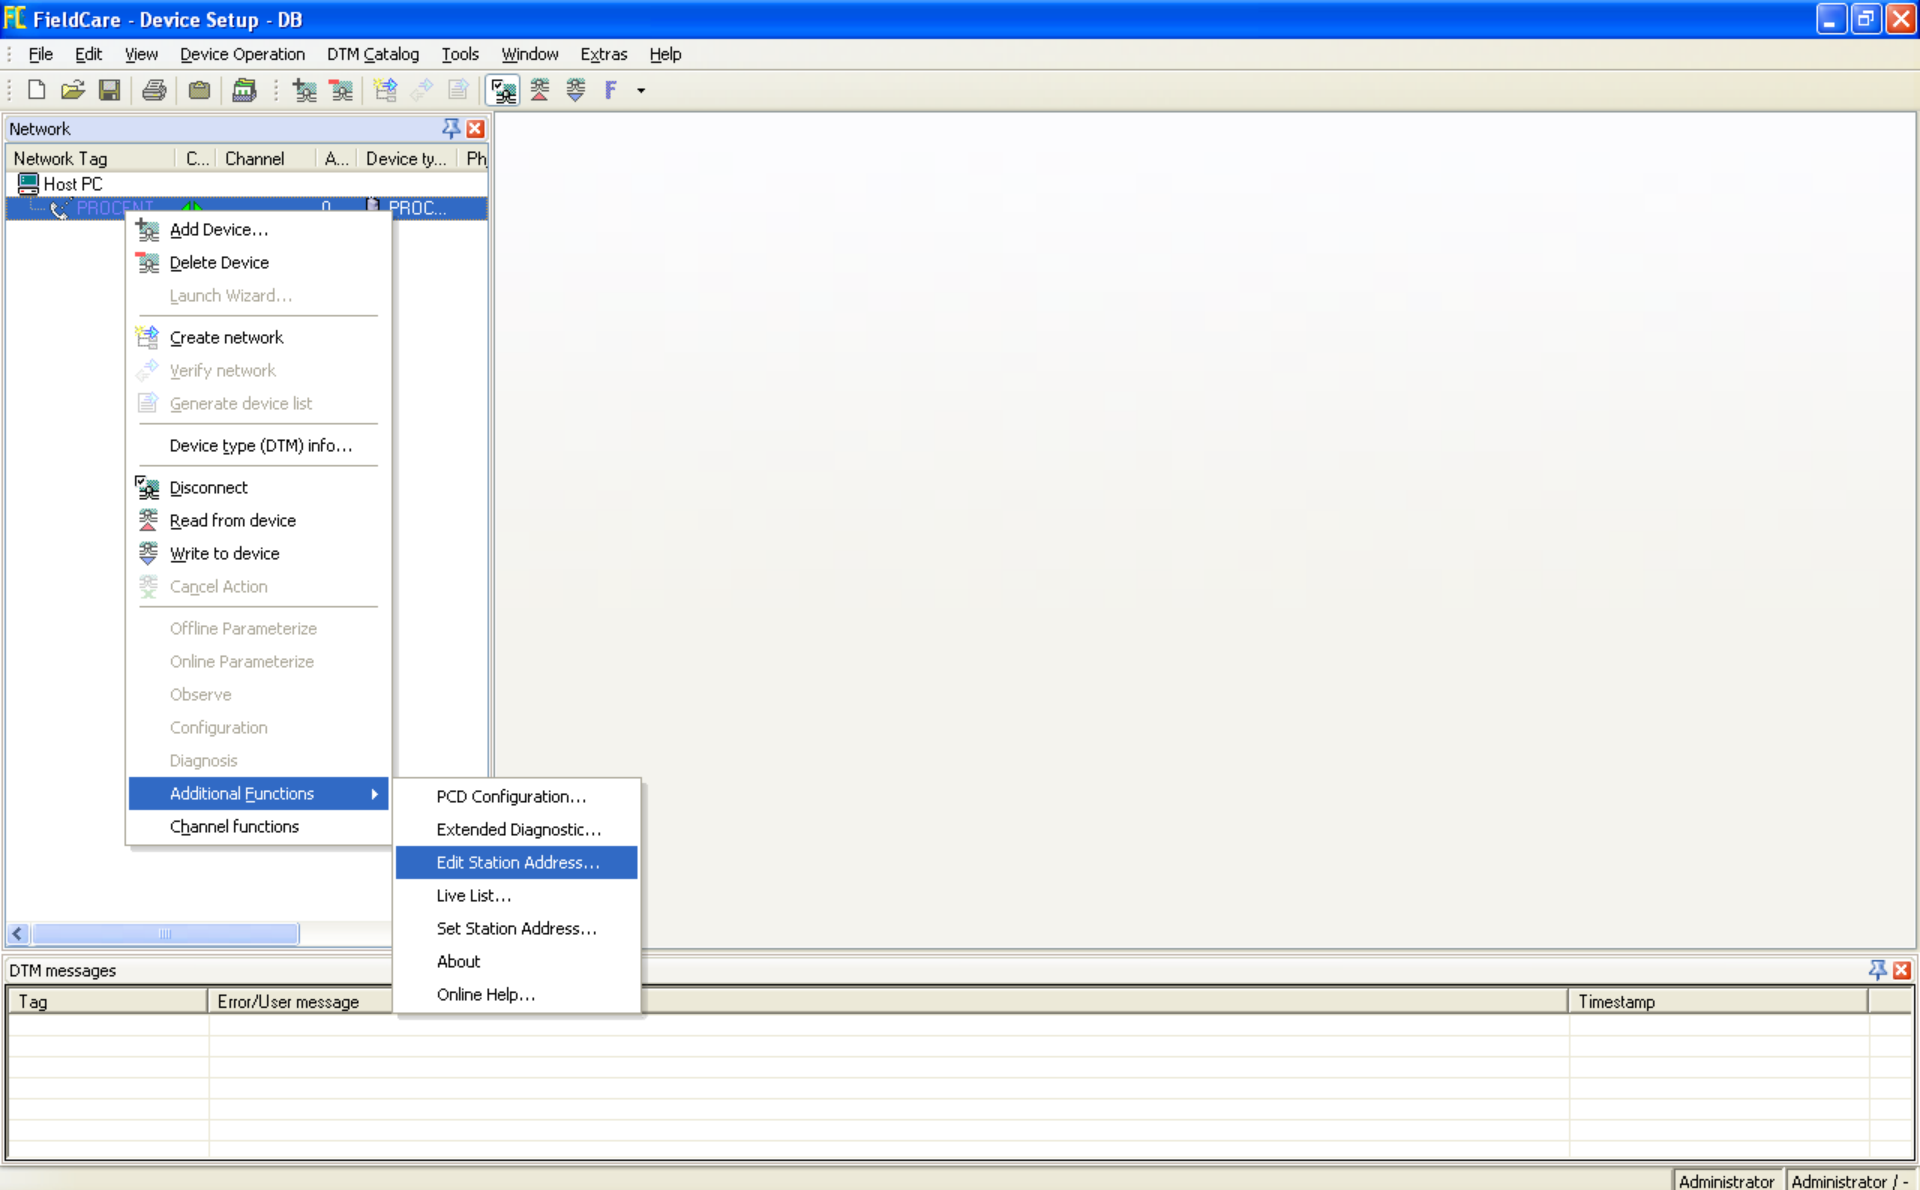 FieldCare - Device Setup - DB
File Edit View Device Operation DTM Catalog Tools Window Extras Help
F
Network
Network Tag C... Channel A... Device ty... Ph
Host PC
PROCENT 0 PROC...
Add Device...
Delete Device
Launch Wizard...
Create network
Verify network
Generate device list
Device type (DTM) info...
Disconnect
Read from device
Write to device
Cancel Action
Offline Parameterize
Online Parameterize
Observe
Configuration
Diagnosis
Additional Functions
Channel functions
PCD Configuration...
Extended Diagnostic...
Edit Station Address...
Live List...
Set Station Address...
About
Online Help...
DTM messages
Tag Error/User message Timestamp
Administrator Administrator / -